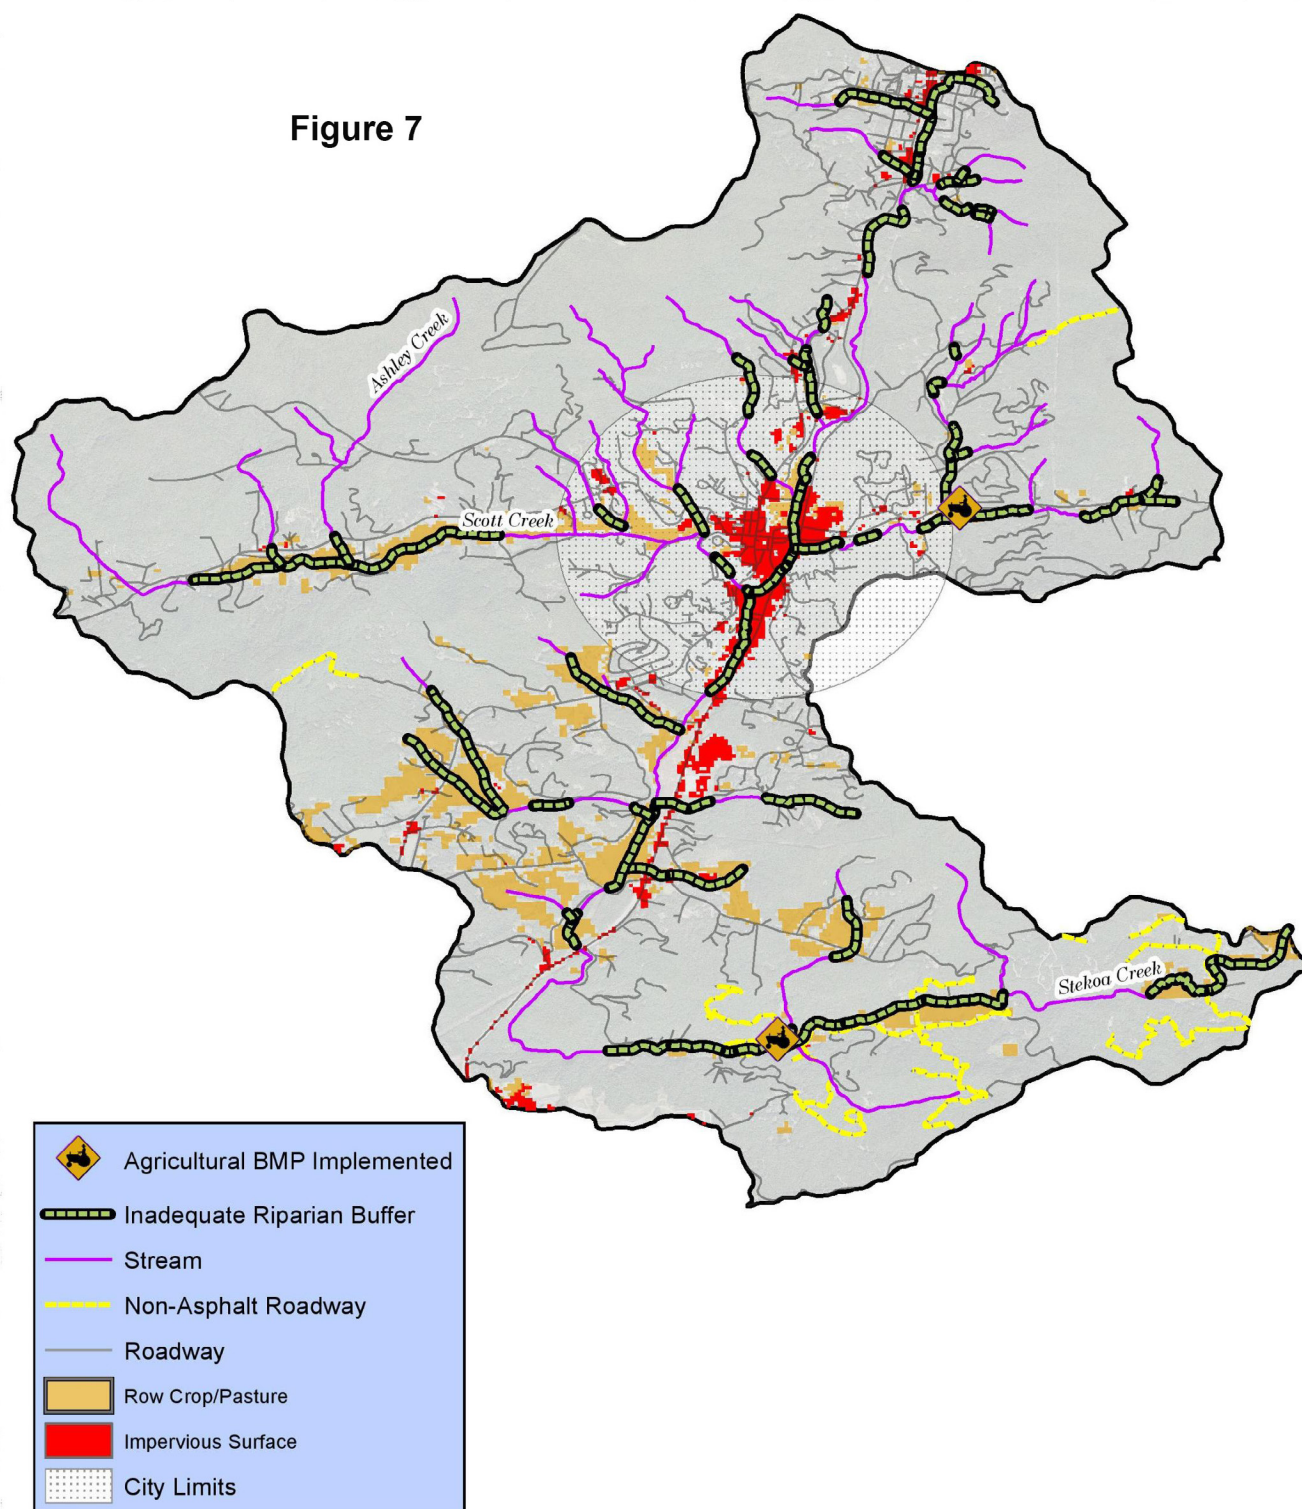 Figure 7
Ashley Creek
Scott Creek
Stekoa Creek
Agricultural BMP Implemented
Inadequate Riparian Buffer
Stream
Non-Asphalt Roadway
Roadway
Row Crop/Pasture
Impervious Surface
City Limits